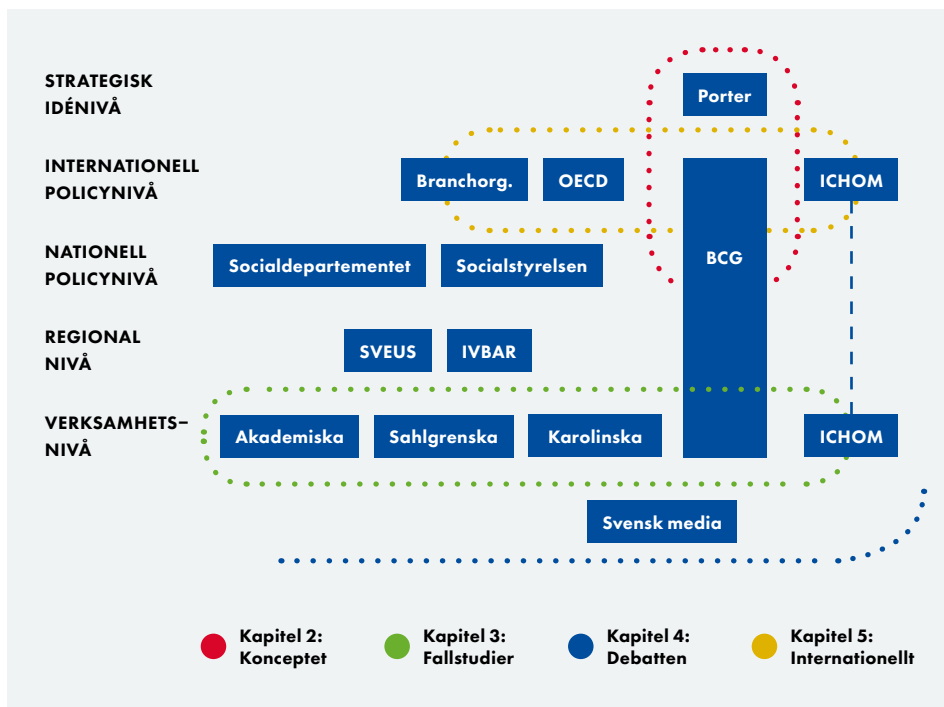 STRATEGISK
IDÉNIVÅ
Porter
INTERNATIONELL
POLICYNIVÅ
Branchorg.
OECD
ICHOM
BCG
NATIONELL
POLICYNIVÅ
Socialdepartementet
Socialstyrelsen
REGIONAL
NIVÅ
SVEUS
IVBAR
VERKSAMHETS–
NIVÅ
Akademiska
Sahlgrenska
Karolinska
ICHOM
Svensk media
Kapitel 2:
Konceptet
Kapitel 3:
Fallstudier
Kapitel 4:
Debatten
Kapitel 5:
Internationellt